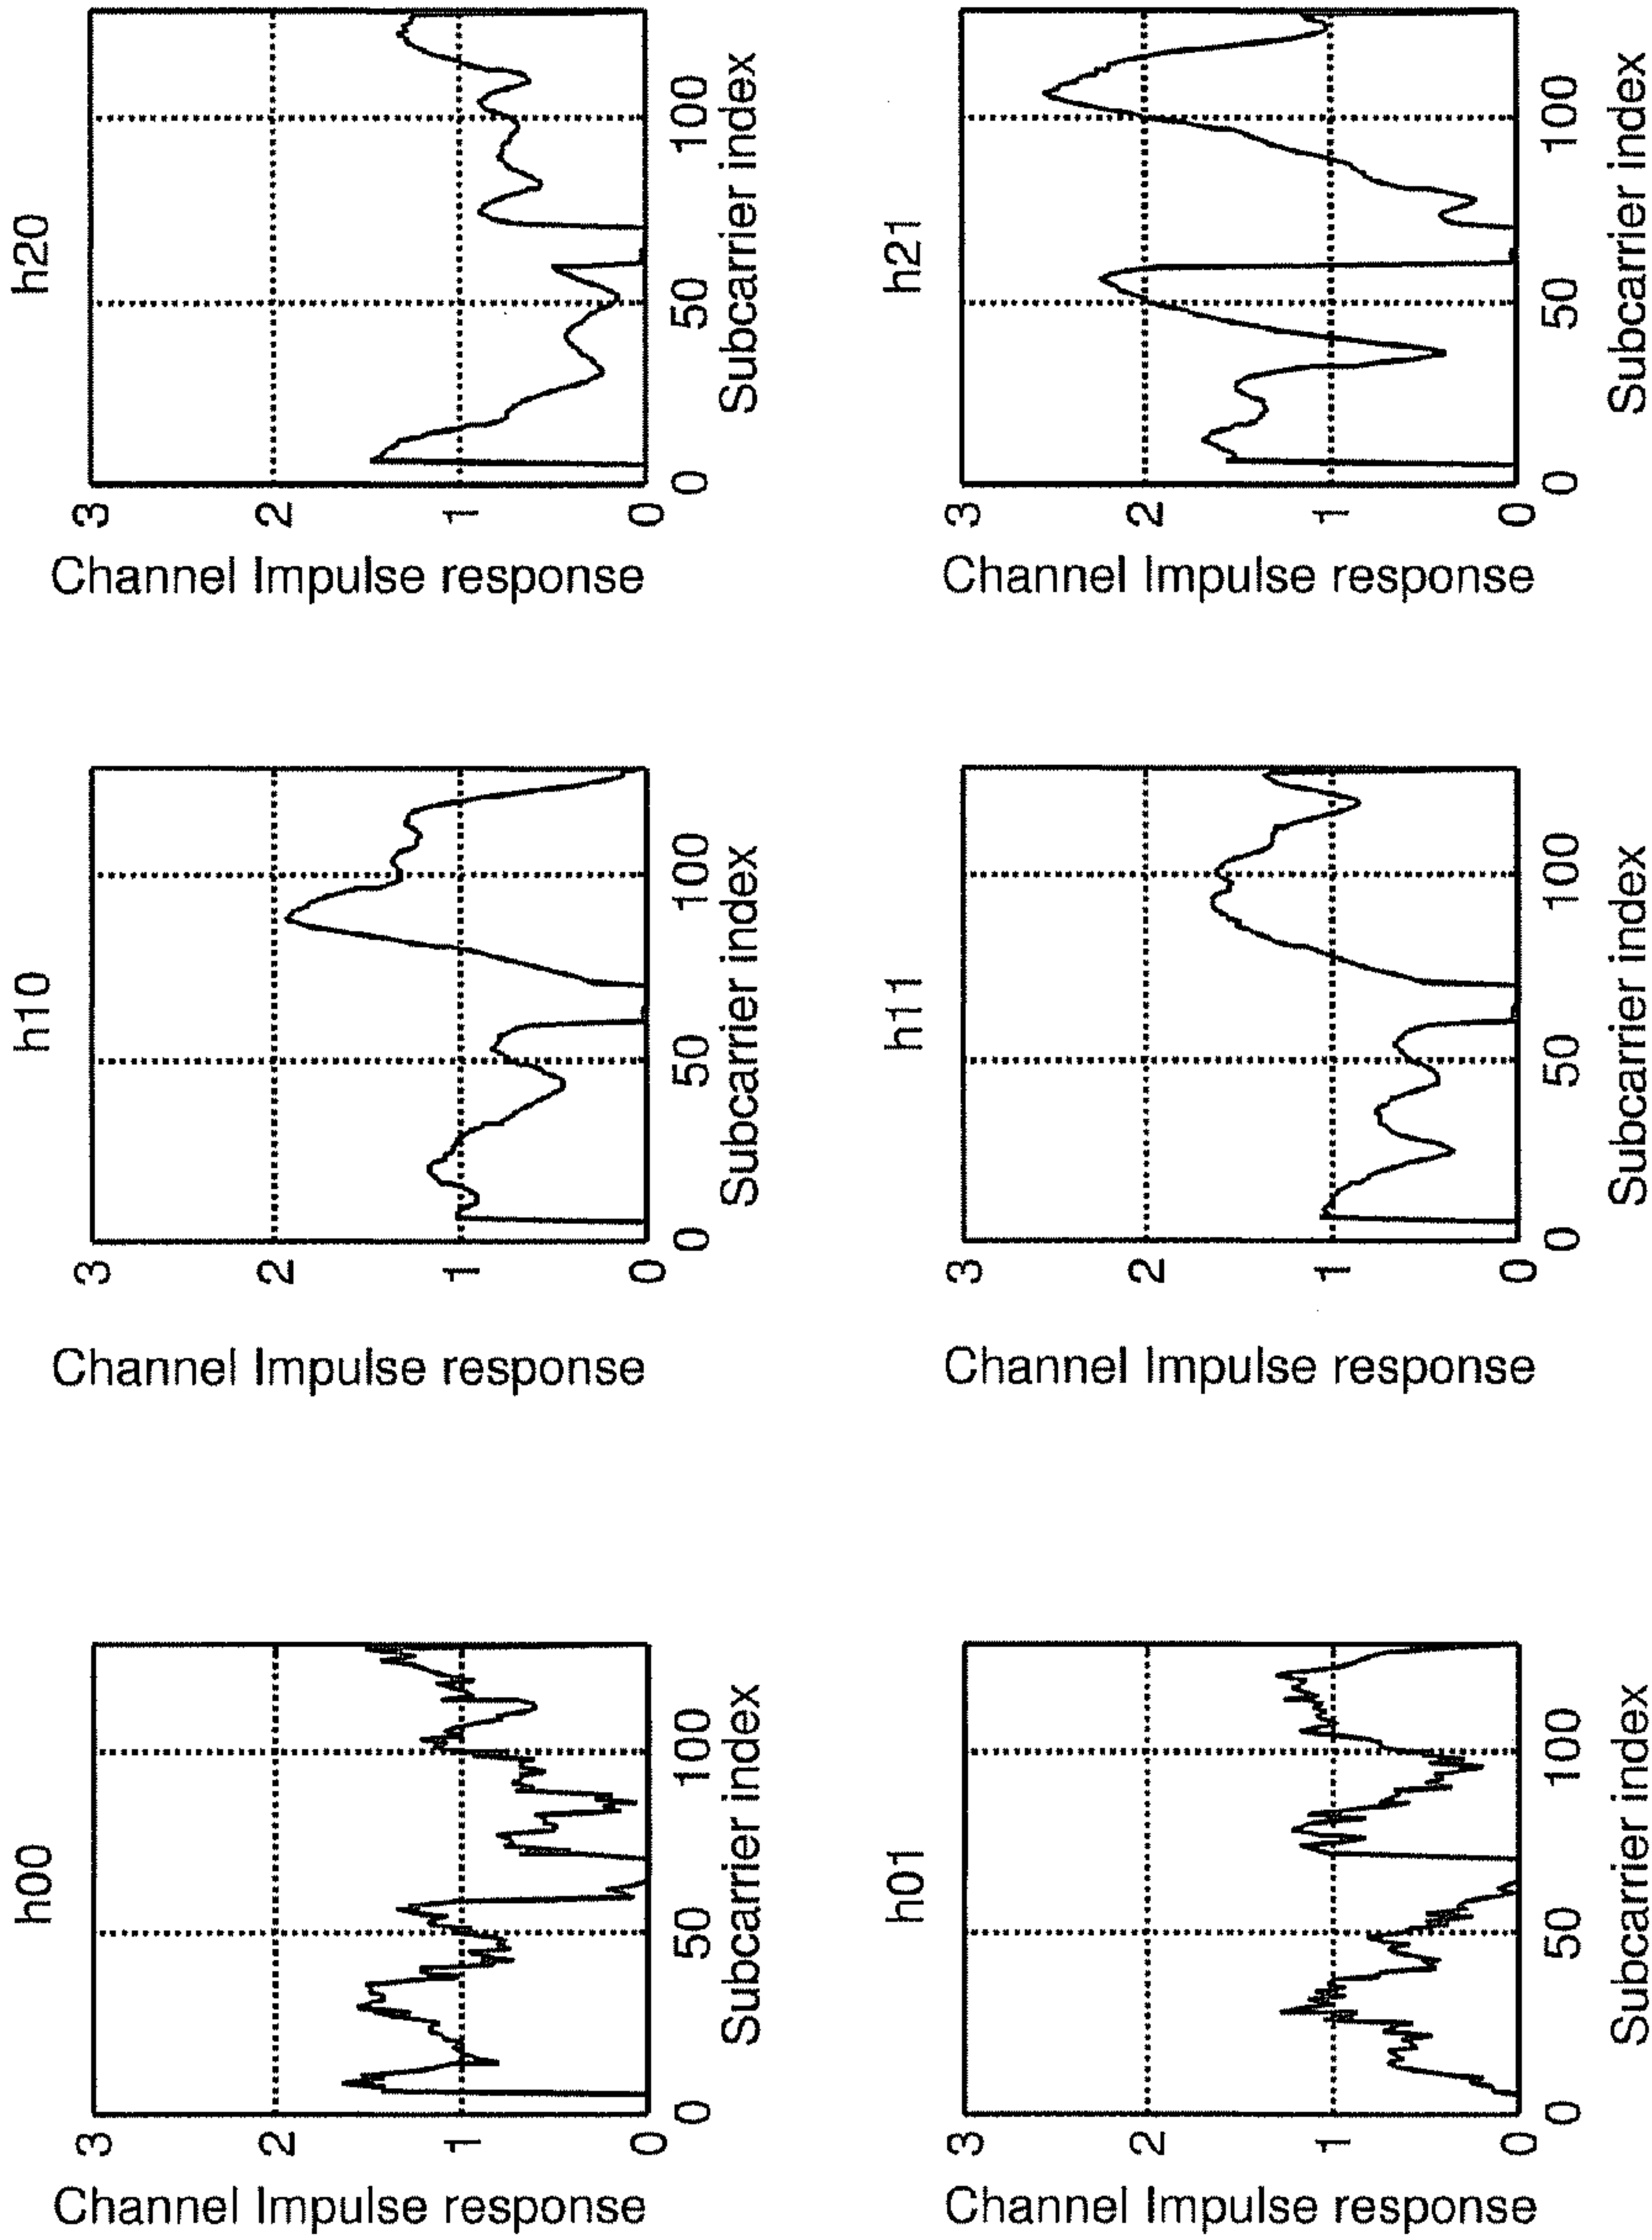 h00
Channel Impulse response
3
2
1
0
0
50
100
Subcarrier index
h10
Channel Impulse response
3
2
1
0
0
50
100
Subcarrier index
h20
Channel Impulse response
3
2
1
0
0
50
100
Subcarrier index
h01
Channel Impulse response
3
2
1
0
0
50
100
Subcarrier index
h11
Channel Impulse response
3
2
1
0
0
50
100
Subcarrier index
h21
Channel Impulse response
3
2
1
0
0
50
100
Subcarrier index